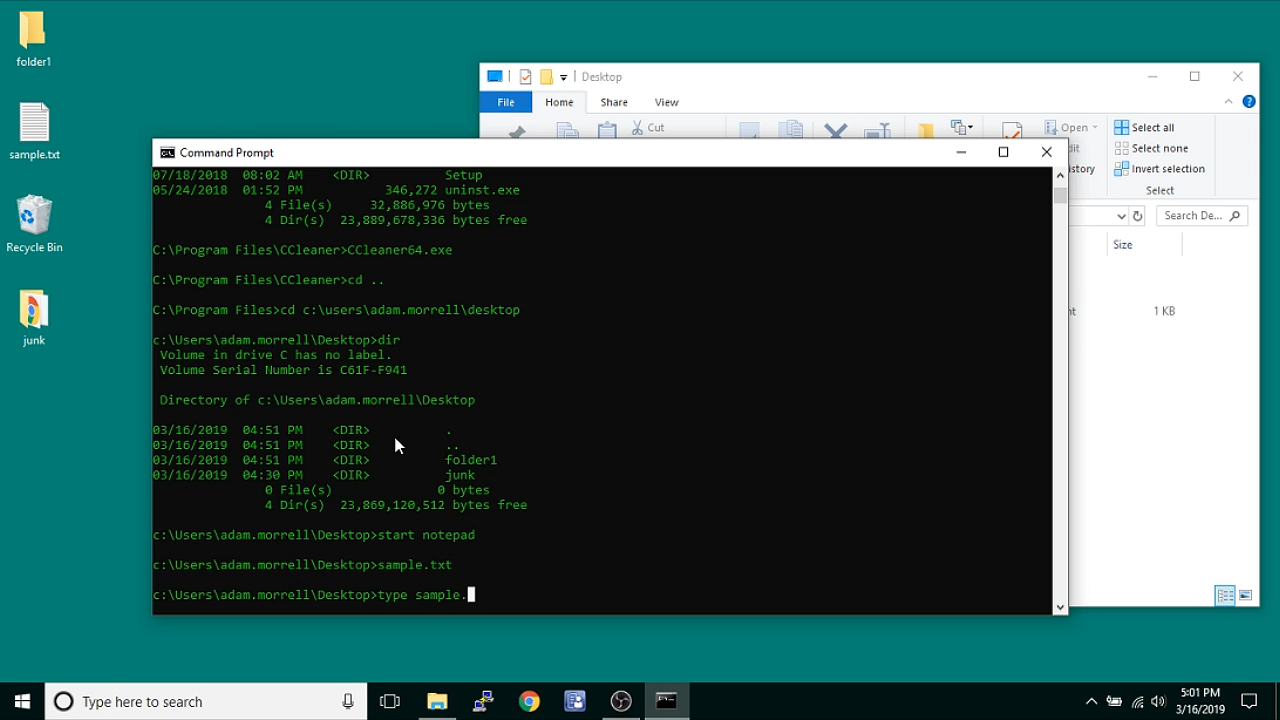 folder1
sample.txt
Recycle Bin
junk
Desktop
File Home Share View
Cut
Open
Select all
Select none
Invert selection
Select
Search De...
Size
1 KB
Command Prompt
07/18/2018 08:02 AM <DIR> Setup
05/24/2018 01:52 PM 346,272 uninst.exe
4 File(s) 32,886,976 bytes
4 Dir(s) 23,889,678,336 bytes free
C:\Program Files\CCleaner>CCleaner64.exe
C:\Program Files\CCleaner>cd ..
C:\Program Files>cd c:\users\adam.morrell\desktop
c:\Users\adam.morrell\Desktop>dir
Volume in drive C has no label.
Volume Serial Number is C61F-F941
Directory of c:\Users\adam.morrell\Desktop
03/16/2019 04:51 PM <DIR> .
03/16/2019 04:51 PM <DIR> ..
03/16/2019 04:51 PM <DIR> folder1
03/16/2019 04:30 PM <DIR> junk
0 File(s) 0 bytes
4 Dir(s) 23,869,120,512 bytes free
c:\Users\adam.morrell\Desktop>start notepad
c:\Users\adam.morrell\Desktop>sample.txt
c:\Users\adam.morrell\Desktop>type sample.
Type here to search
5:01 PM
3/16/2019